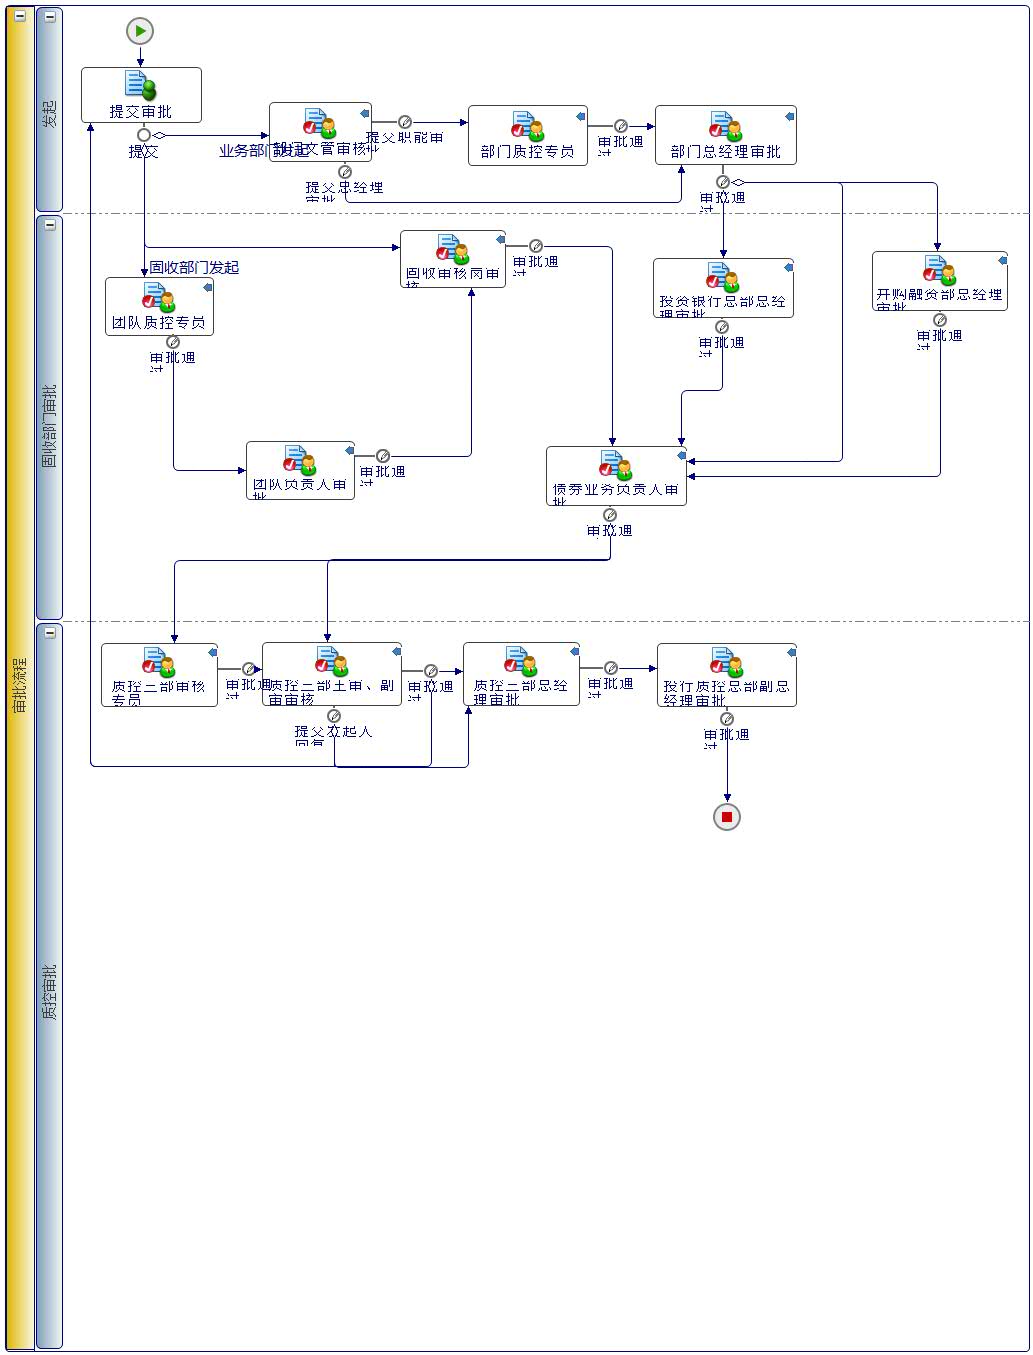 审批流程
发起
提交审批
提交
业务部门发起
部门文管审核
提交职能审
批
提交总经理
审批
部门质控专员
审批通
过
部门总经理审批
审批通
过
固收部门审批
固收部门发起
团队质控专员
审批通
过
固收审核岗审
核
审批通
过
投资银行总部总经
理审批
审批通
过
并购融资部总经理
审批
审批通
过
团队负责人审
批
审批通
过
债券业务负责人审
批
审批通
过
质控审批
质控二部审核
专员
审批通
过
质控二部主审、副
审审核
审批通
过
提交发起人
回复
质控二部总经
理审批
审批通
过
投行质控总部副总
经理审批
审批通
过